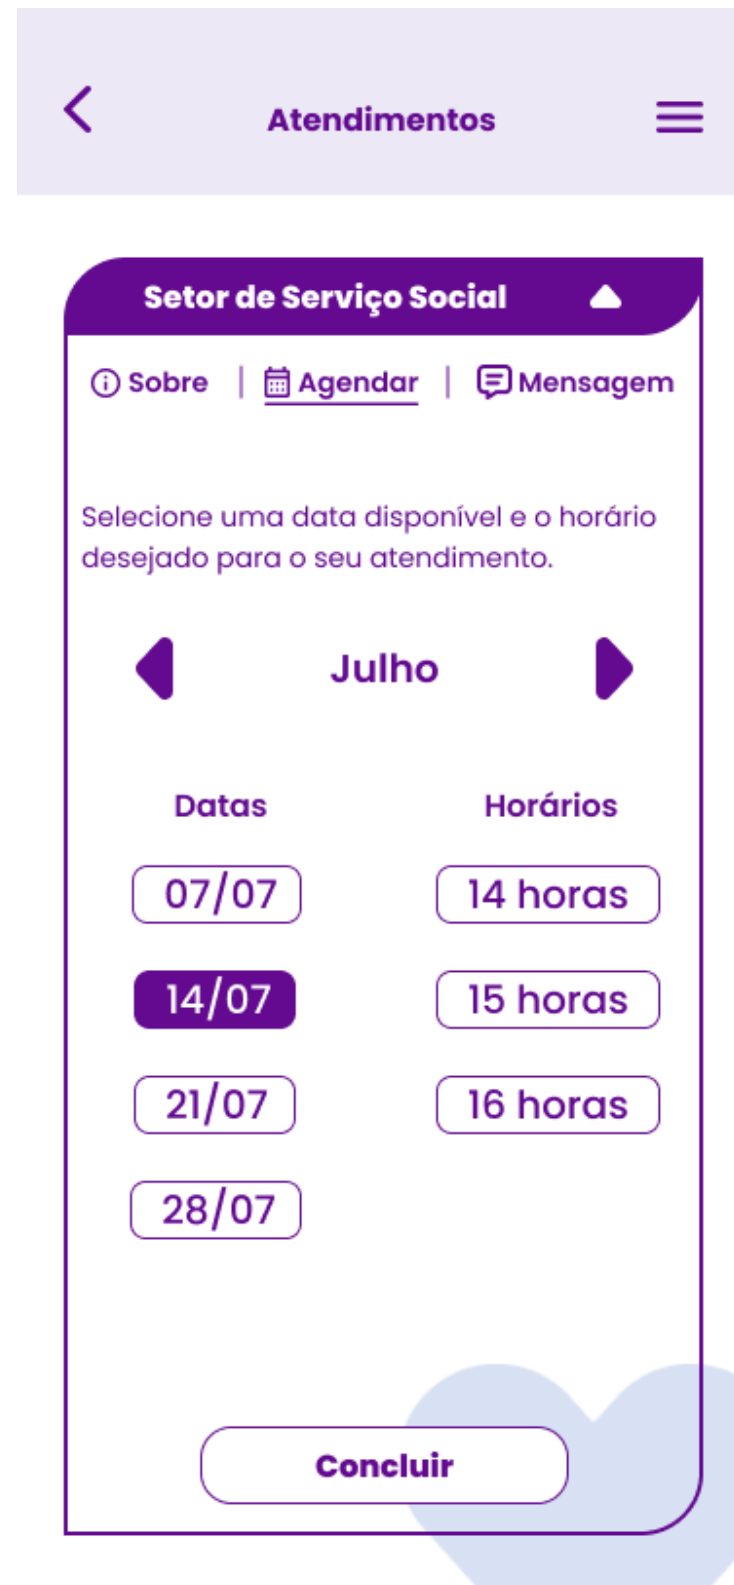 Atendimentos
Setor de Serviço Social
Sobre | Agendar | Mensagem
Selecione uma data disponível e o horário
desejado para o seu atendimento.
Julho
Datas
Horários
07/07
14 horas
14/07
15 horas
21/07
16 horas
28/07
Concluir